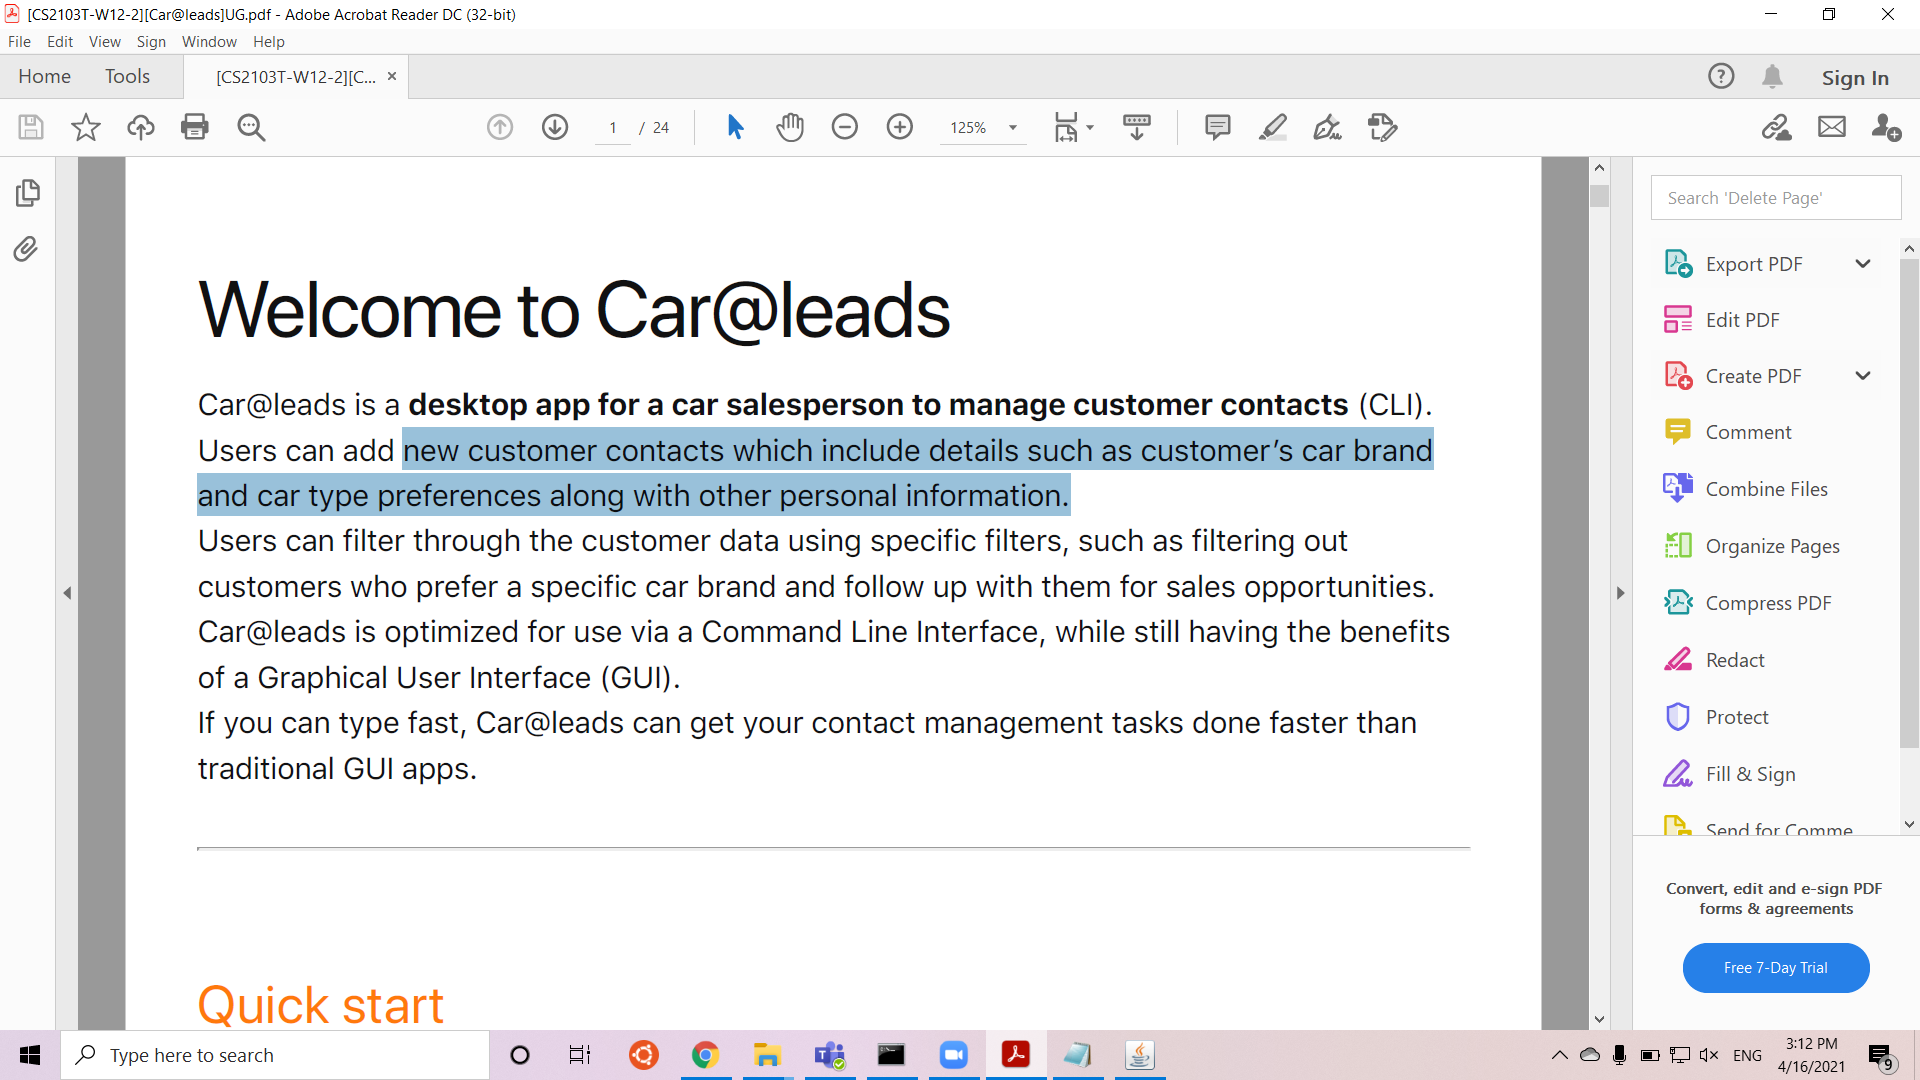 [CS2103T-W12-2][Car@leads]UG.pdf - Adobe Acrobat Reader DC (32-bit)
File Edit View Sign Window Help
Home Tools [CS2103T-W12-2][C... Sign In
1 / 24 125%
Search 'Delete Page'
Export PDF
Edit PDF
Create PDF
Comment
Combine Files
Organize Pages
Compress PDF
Redact
Protect
Fill & Sign
Send for Comme
Convert, edit and e-sign PDF
forms & agreements
Free 7-Day Trial
Welcome to Car@leads
Car@leads is a desktop app for a car salesperson to manage customer contacts (CLI).
Users can add new customer contacts which include details such as customer’s car brand
and car type preferences along with other personal information.
Users can filter through the customer data using specific filters, such as filtering out
customers who prefer a specific car brand and follow up with them for sales opportunities.
Car@leads is optimized for use via a Command Line Interface, while still having the benefits
of a Graphical User Interface (GUI).
If you can type fast, Car@leads can get your contact management tasks done faster than
traditional GUI apps.
Quick start
Type here to search
ENG
3:12 PM
4/16/2021
9